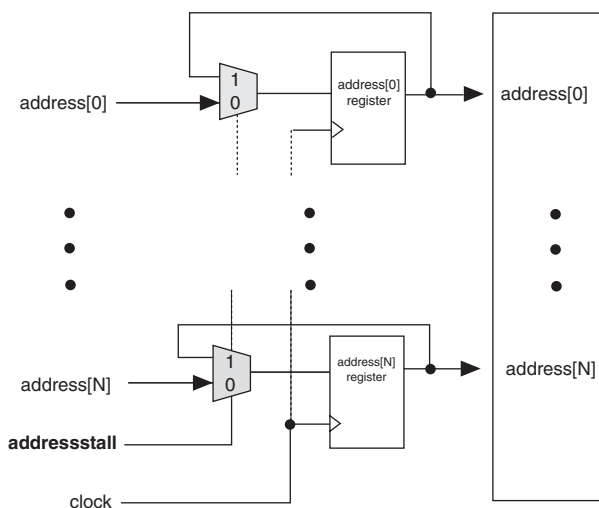 1
0
address[0]
address[0]
register
address[0]
1
0
address[N]
address[N]
register
address[N]
addressstall
clock